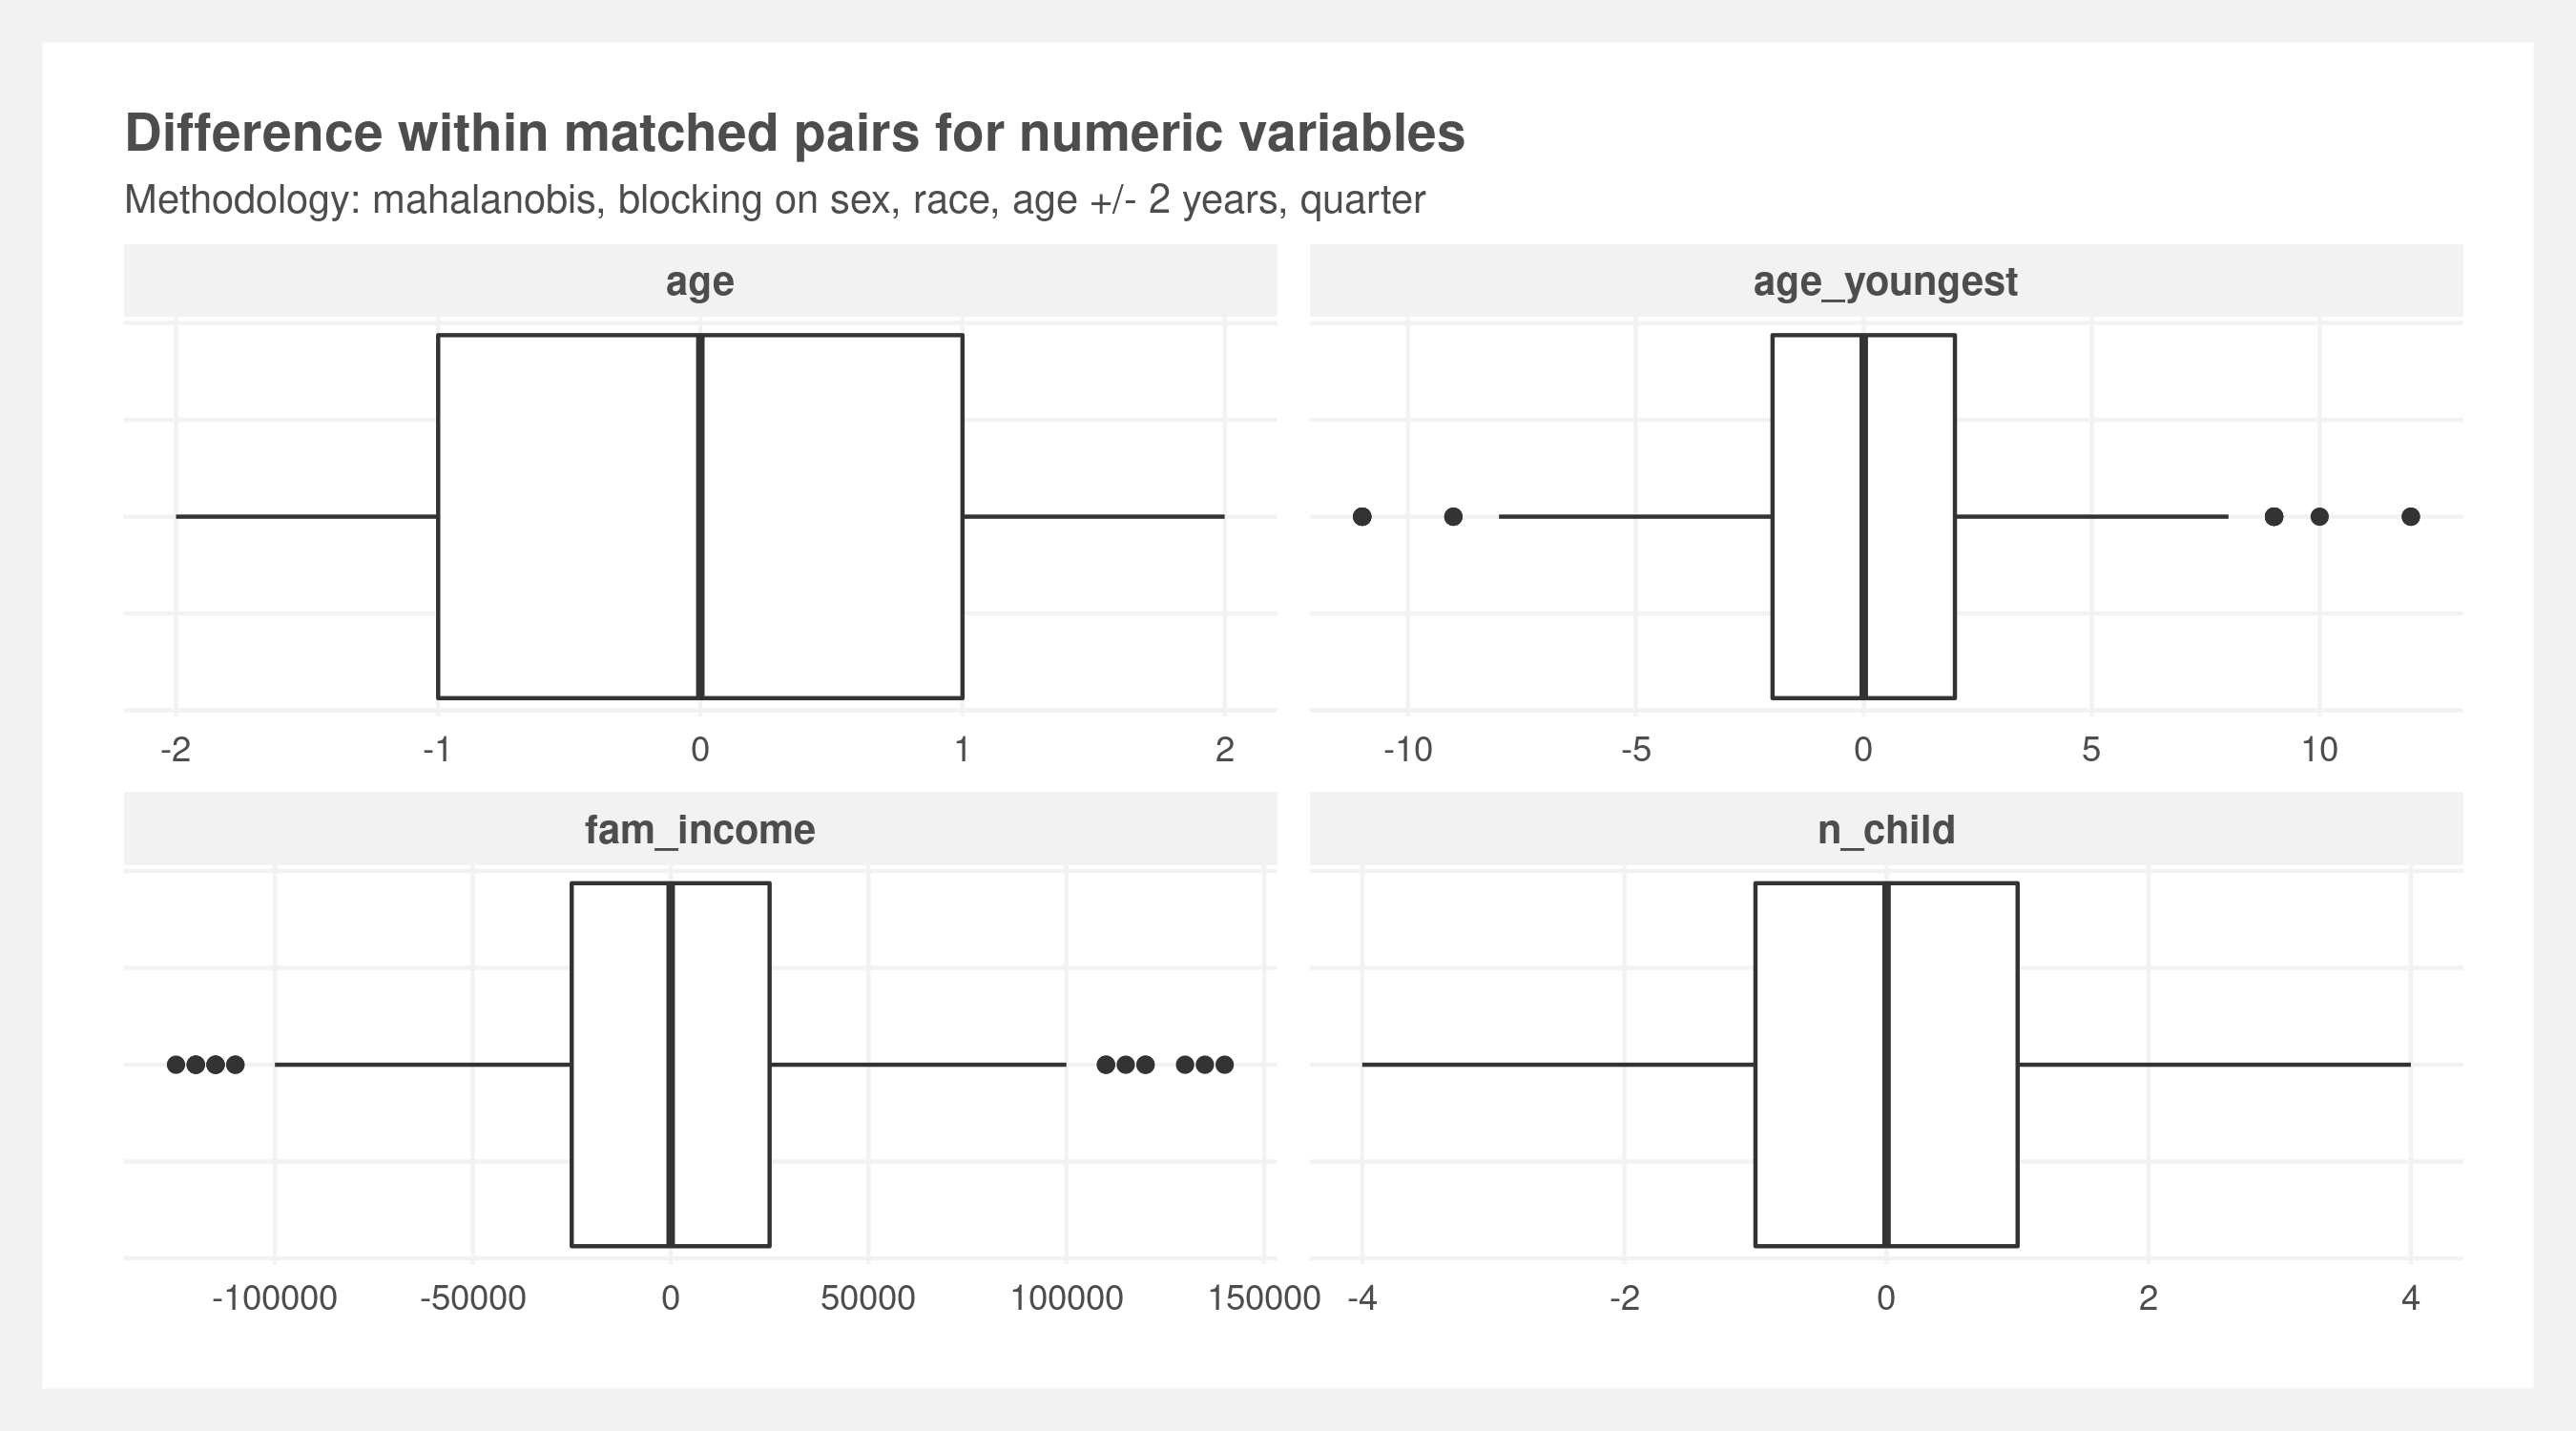 Difference within matched pairs for numeric variables
Methodology: mahalanobis, blocking on sex, race, age +/- 2 years, quarter
age
-2 -1 0 1 2
age_youngest
-10 -5 0 5 10
fam_income
-100000 -50000 0 50000 100000 150000
n_child
-4 -2 0 2 4